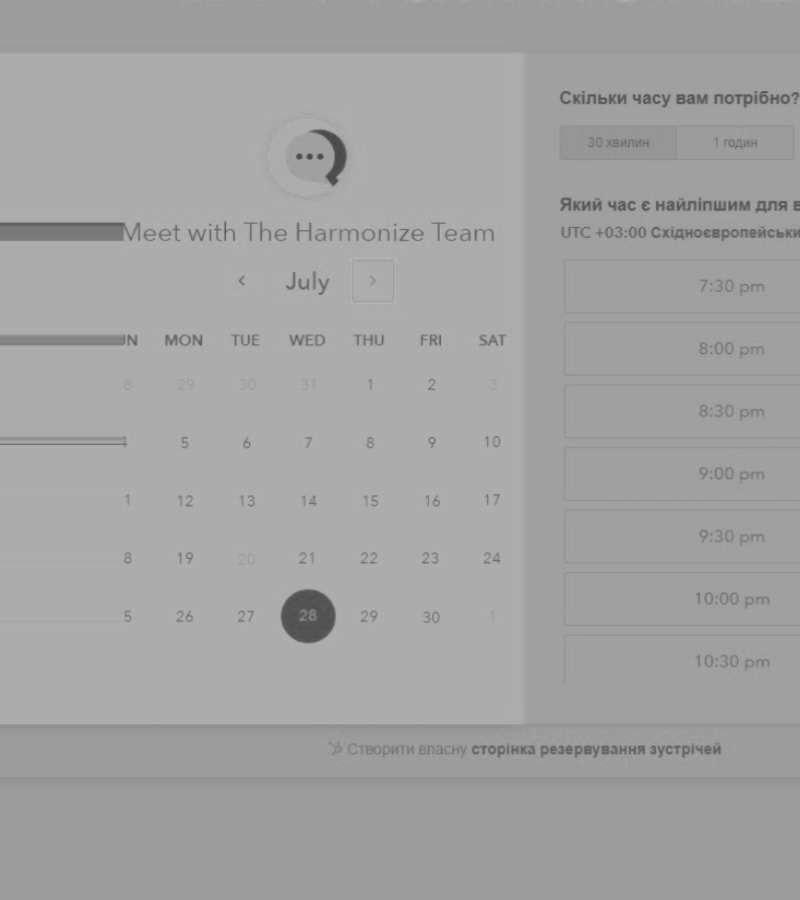 Скільки часу вам потрібно?
30 хвилин 1 годин
Meet with The Harmonize Team
July
Який час є найліпшим для в
UTC +03:00 Східноєвропейськи
N MON TUE WED THU FRI SAT
8 29 30 31 1 2 3
5 6 7 8 9 10
1 12 13 14 15 16 17
8 19 20 21 22 23 24
5 26 27 28 29 30 1
7:30 pm
8:00 pm
8:30 pm
9:00 pm
9:30 pm
10:00 pm
10:30 pm
Створити власну сторінка резервування зустрічей